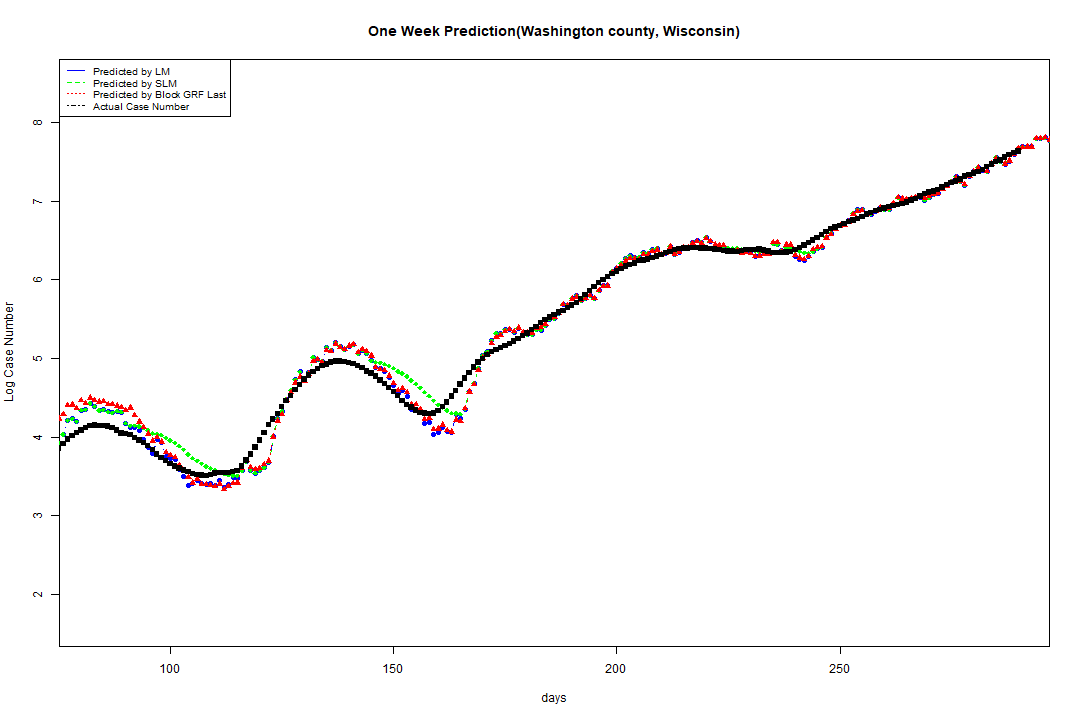 One Week Prediction(Washington county, Wisconsin)
Predicted by LM
Predicted by SLM
Predicted by Block GRF Last
Actual Case Number
8
7
6
5
4
3
2
Log Case Number
100 150 200 250
days